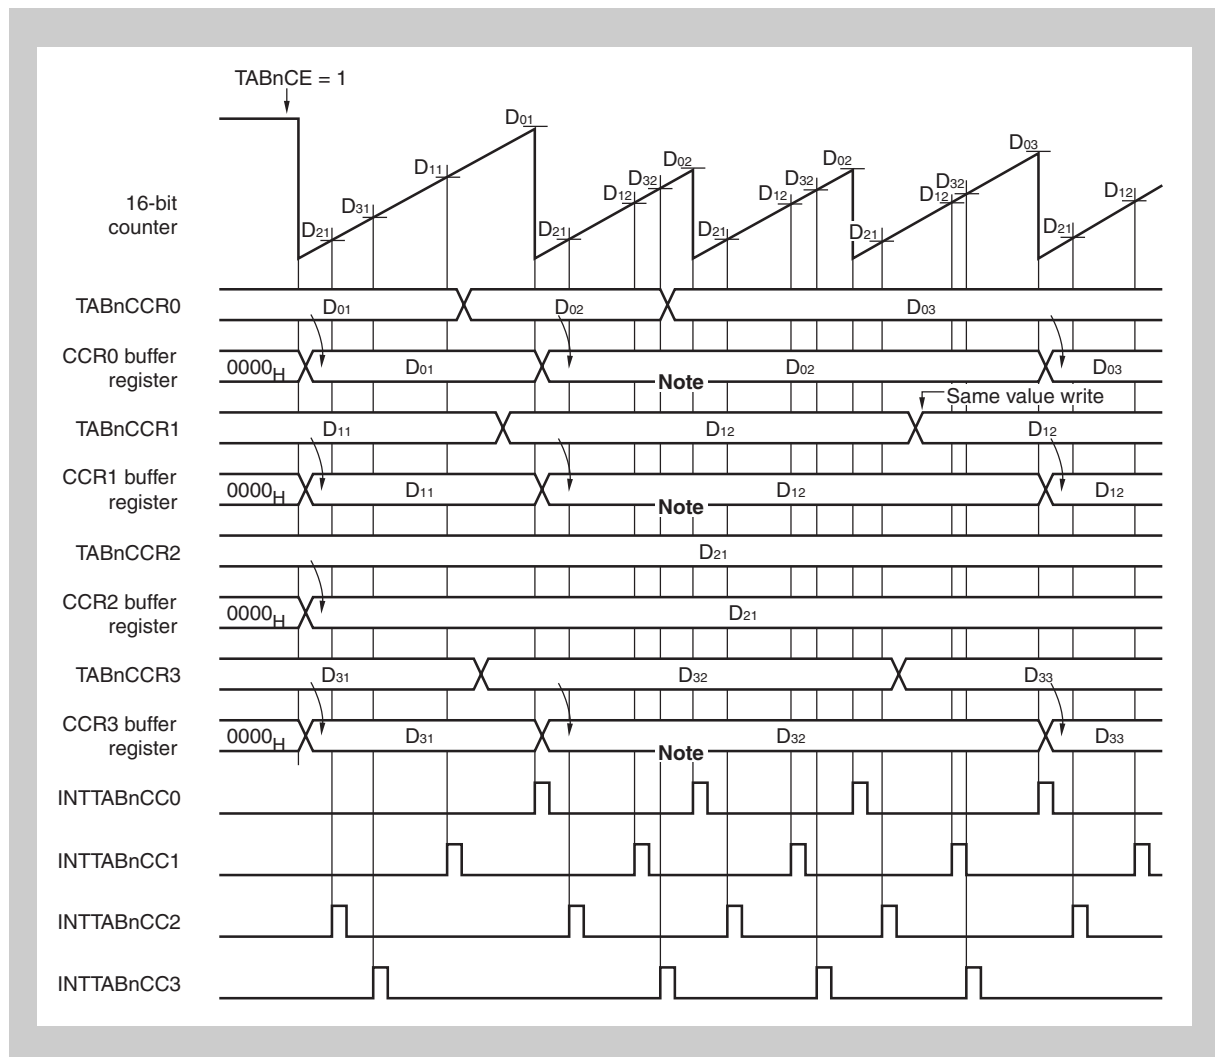 TABnCE = 1
16-bit counter
D01
D11
D31
D21
D02
D32
D12
D21
D02
D32
D12
D21
D03
D32
D12
D21
D12
D21
TABnCCR0
D01
D02
D03
CCR0 buffer register
0000H
D01
Note
D02
D03
Same value write
TABnCCR1
D11
D12
D12
CCR1 buffer register
0000H
D11
Note
D12
D12
TABnCCR2
D21
CCR2 buffer register
0000H
D21
TABnCCR3
D31
D32
D33
CCR3 buffer register
0000H
D31
Note
D32
D33
INTTABnCC0
INTTABnCC1
INTTABnCC2
INTTABnCC3